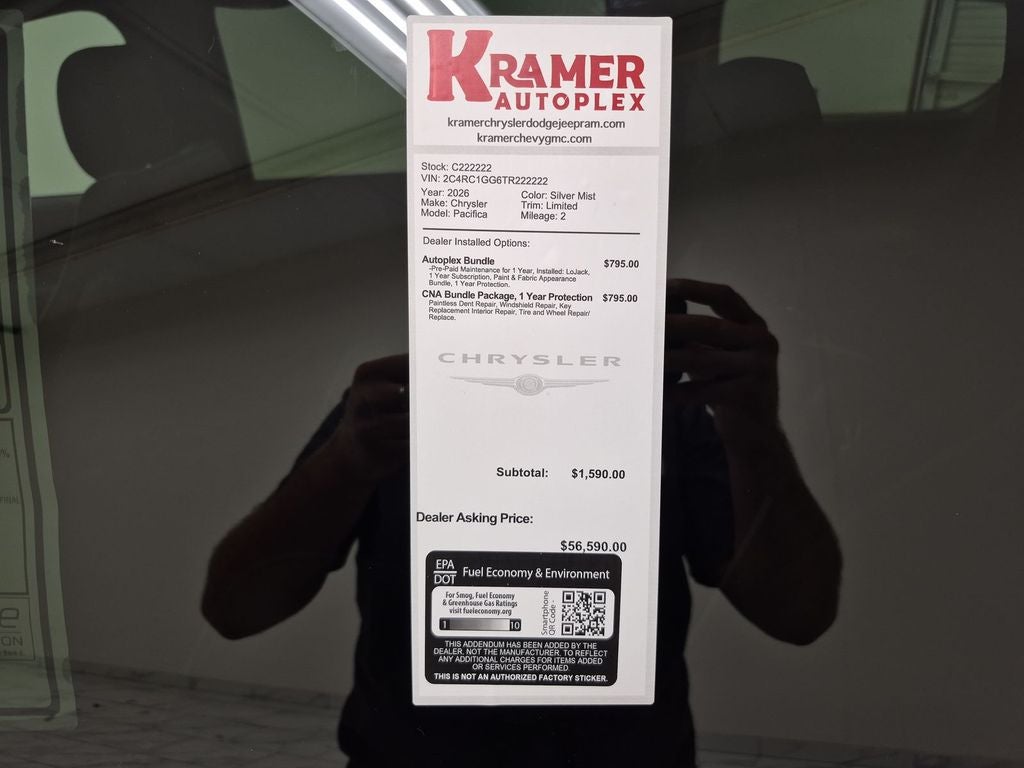 KRAMER
AUTOPLEX
kramerchryslerdodgejeepram.com
kramerchevygmc.com
Stock: C222222
VIN: 2C4RC1GG6TR222222
Year: 2026 Color: Silver Mist
Make: Chrysler Trim: Limited
Model: Pacifica Mileage: 2
Dealer Installed Options:
Autoplex Bundle $795.00
-Pre-Paid Maintenance for 1 Year, Installed: LoJack,
1 Year Subscription, Paint & Fabric Appearance
Bundle, 1 Year Protection.
CNA Bundle Package, 1 Year Protection $795.00
Paintless Dent Repair, Windshield Repair, Key
Replacement Interior Repair, Tire and Wheel Repair/
Replace.
CHRYSLER
Subtotal: $1,590.00
Dealer Asking Price:
$56,590.00
EPA
DOT
Fuel Economy & Environment
For Smog, Fuel Economy
& Greenhouse Gas Ratings
visit fueleconomy.org
1 10
Smartphone
QR Code -
THIS ADDENDUM HAS BEEN ADDED BY THE
DEALER, NOT THE MANUFACTURER, TO REFLECT
ANY ADDITIONAL CHARGES FOR ITEMS ADDED
OR SERVICES PERFORMED.
THIS IS NOT AN AUTHORIZED FACTORY STICKER.